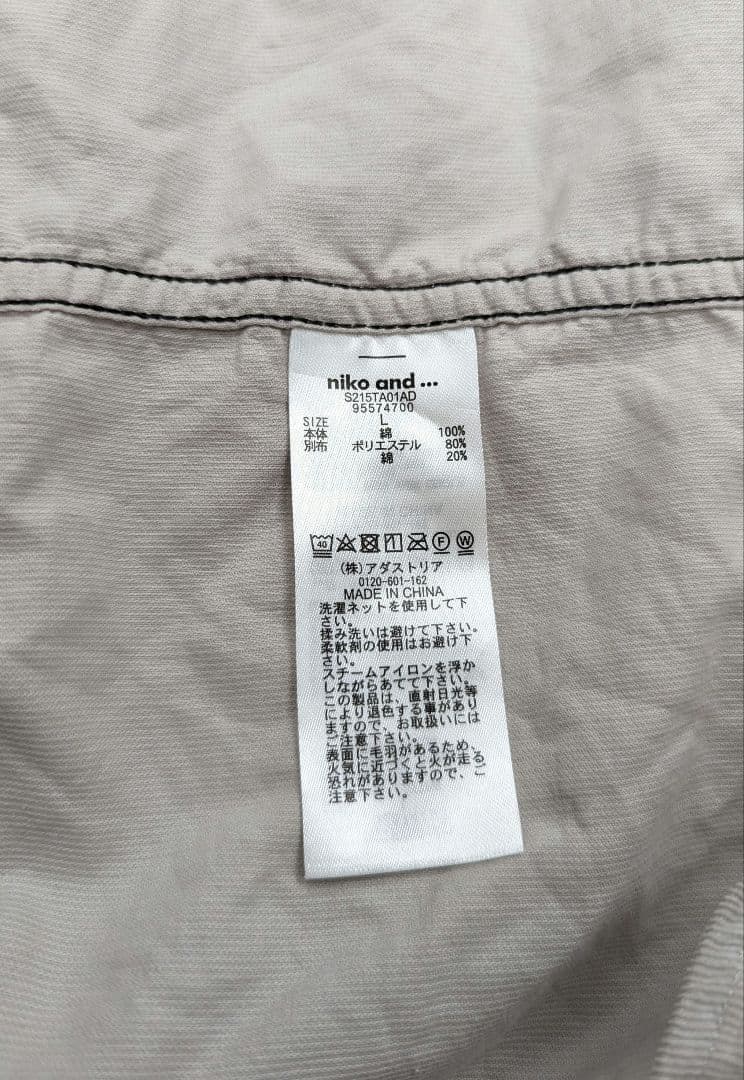 niko and ...
S215TA01AD
95574700
SIZE L
本体 綿 100%
別布 ポリエステル 80%
綿 20%
40 F W
(株)アダストリア
0120-601-162
MADE IN CHINA
洗濯ネットを使用して下
さい。
揉み洗いは避けて下さい。
柔軟剤の使用はお避け下
さい。
スチームアイロンを浮か
しながらあてて下さい。
この製品は、直射日光等
により退色する事があり
ますので、お取扱いには
ご注意下さい。
表面に毛羽があるため、
火気に近づくと火が走る
恐れがありますので、ご
注意下さい。